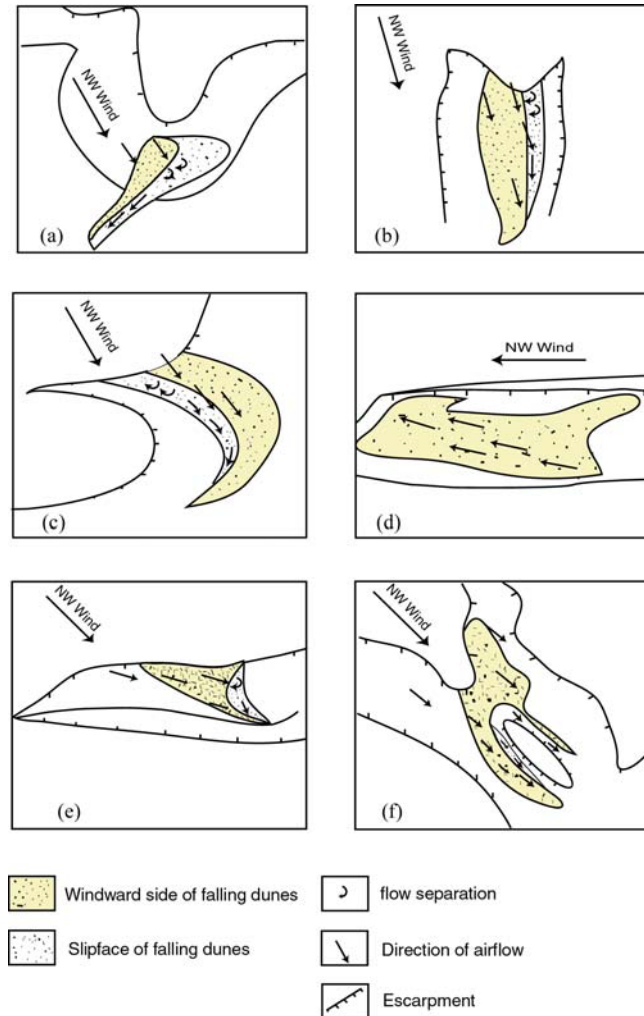 NW Wind
(a)
NW Wind
(b)
NW Wind
(c)
NW Wind
(d)
NW Wind
(e)
NW Wind
(f)
Windward side of falling dunes
flow separation
Slipface of falling dunes
Direction of airflow
Escarpment